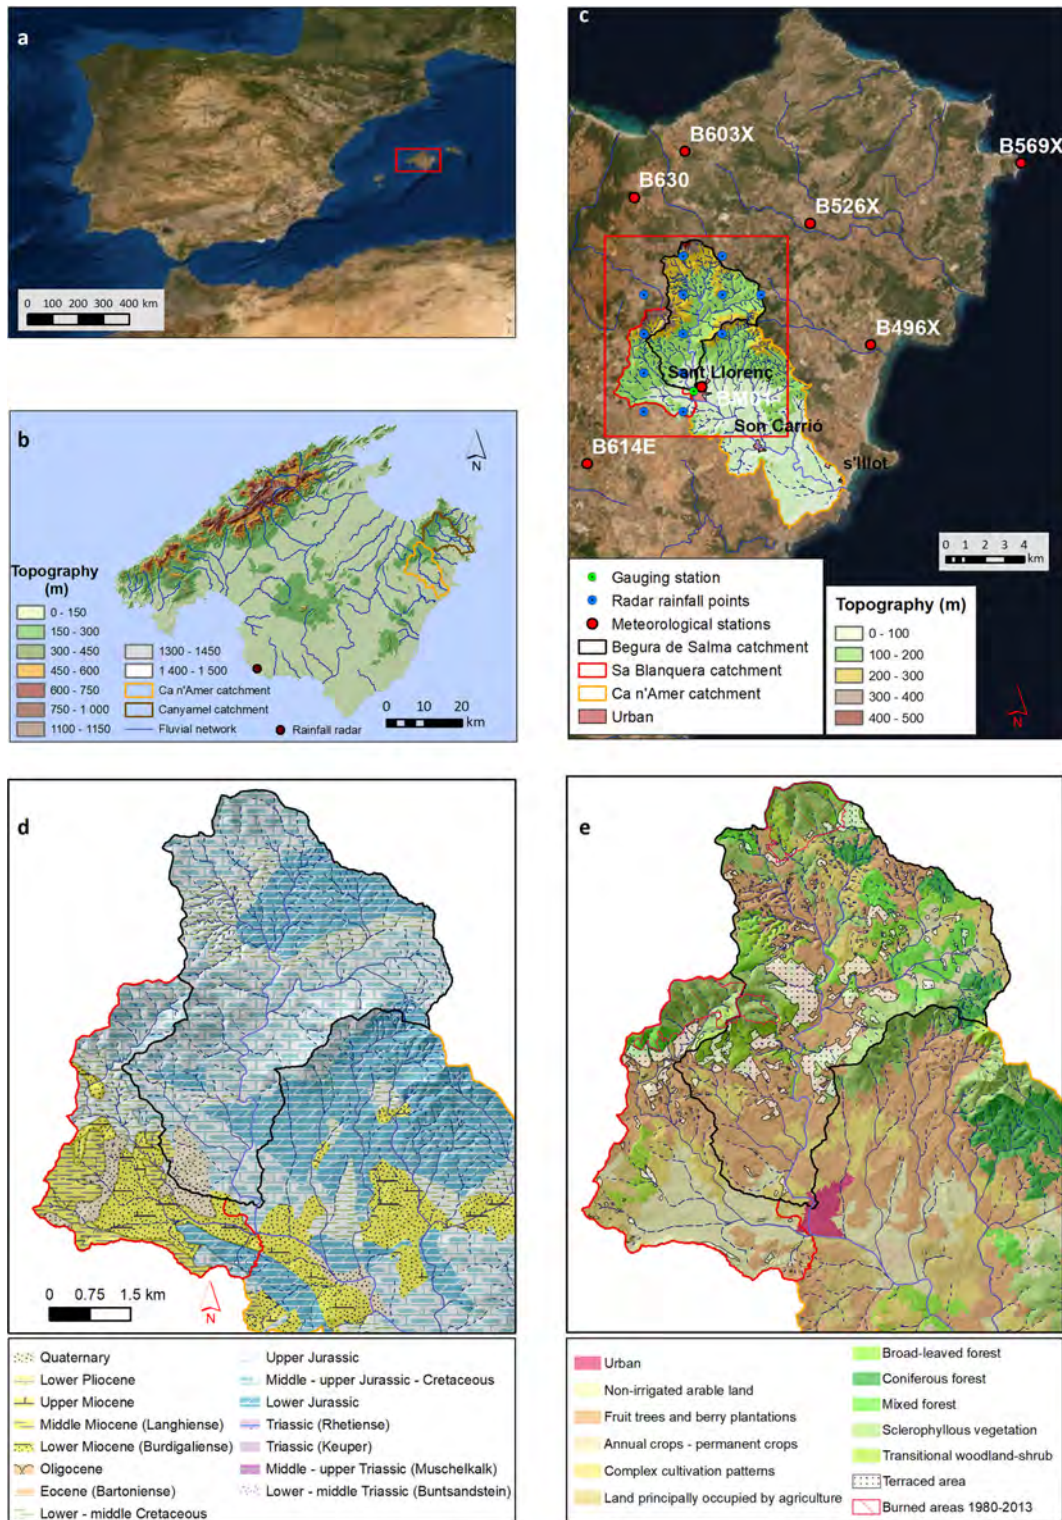 a
0 100 200 300 400 km
b
N
Topography
(m)
0 - 150
150 - 300
300 - 450
450 - 600
600 - 750
750 - 1 000
1100 - 1150
1300 - 1450
1 400 - 1 500
Ca n'Amer catchment
Canyamel catchment
Fluvial network
Rainfall radar
0 10 20
km
c
B603X
B569X
B630
B526X
B496X
Sant Llorenç
Son Carrió
B614E
s'Illot
0 1 2 3 4
km
Gauging station
Radar rainfall points
Meteorological stations
Begura de Salma catchment
Sa Blanquera catchment
Ca n'Amer catchment
Urban
Topography (m)
0 - 100
100 - 200
200 - 300
300 - 400
400 - 500
N
d
0 0.75 1.5 km
N
Quaternary
Lower Pliocene
Upper Miocene
Middle Miocene (Langhiense)
Lower Miocene (Burdigaliense)
Oligocene
Eocene (Bartoniense)
Lower - middle Cretaceous
Upper Jurassic
Middle - upper Jurassic - Cretaceous
Lower Jurassic
Triassic (Rhetiense)
Triassic (Keuper)
Middle - upper Triassic (Muschelkalk)
Lower - middle Triassic (Buntsandstein)
e
Urban
Non-irrigated arable land
Fruit trees and berry plantations
Annual crops - permanent crops
Complex cultivation patterns
Land principally occupied by agriculture
Broad-leaved forest
Coniferous forest
Mixed forest
Sclerophyllous vegetation
Transitional woodland-shrub
Terraced area
Burned areas 1980-2013